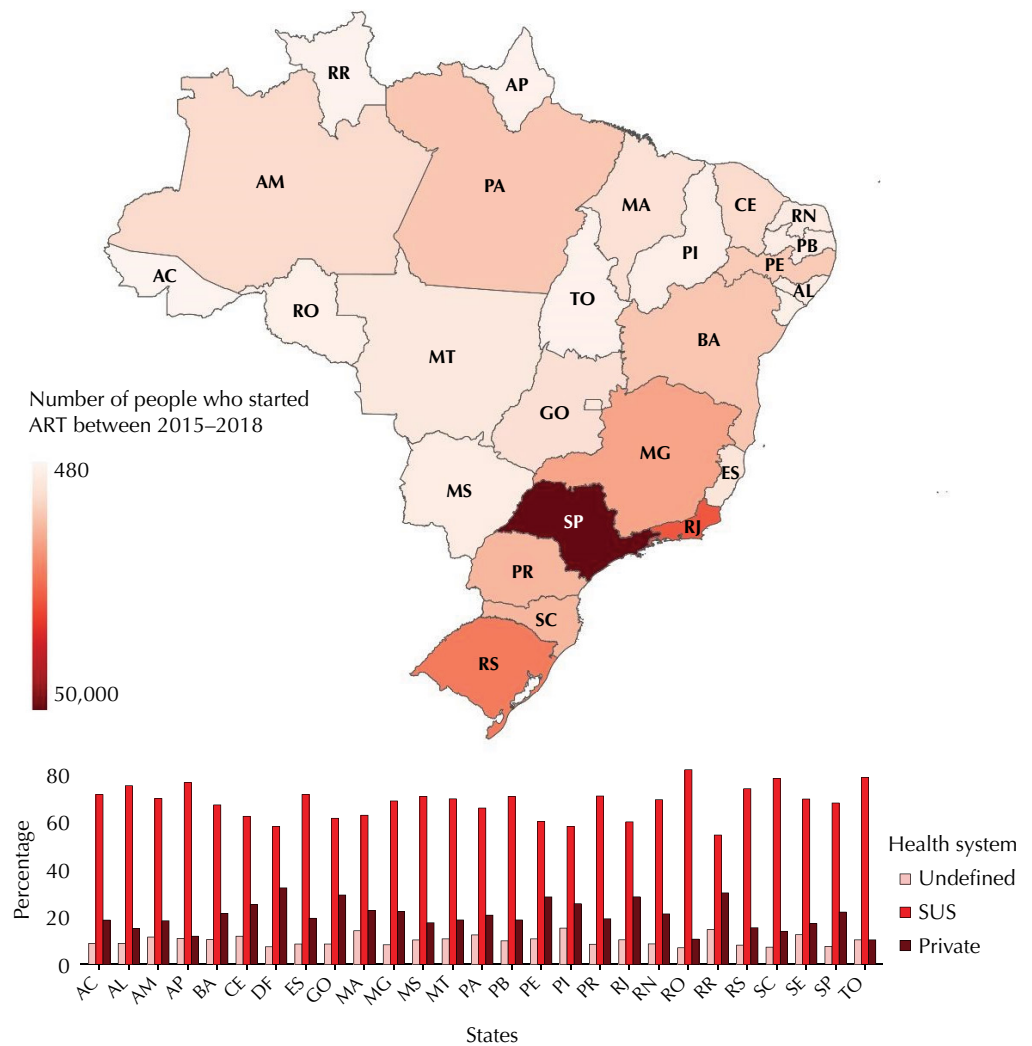 RR
AP
AM
PA
MA
CE
RN
PB
PI
PE
AC
AL
TO
RO
BA
MT
GO
MG
ES
MS
SP
RJ
PR
SC
RS
Number of people who started
ART between 2015–2018
480
50,000
80
60
40
20
0
Percentage
AC AL AM AP BA CE DF ES GO MA MG MS MT PA PB PE PI PR RJ RN RO RR RS SC SE SP TO
States
Health system
Undefined
SUS
Private